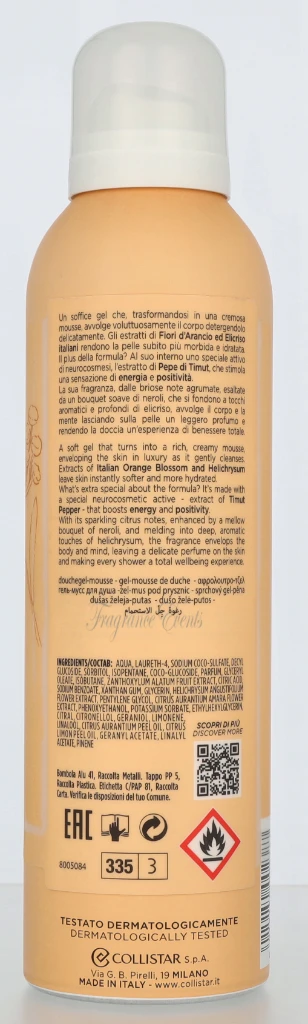 Un soffice gel che, trasformandosi in una cremosa
mousse, avvolge voluttuosamente il corpo detergendolo
delicatamente. Gli estratti di Fiori d'Arancio ed Elicriso
italiani rendono la pelle subito più morbida e idratata.
Il plus della formula? Al suo interno uno speciale attivo
di neurocosmesi, l'estratto di Pepe di Timut, che stimola
una sensazione di energia e positività.
La sua fragranza, dalle briose note agrumate, esaltate
da un bouquet soave di neroli, che si fondono a tocchi
aromatici e profondi di elicriso, avvolge il corpo e la
mente lasciando sulla pelle un leggero profumo e
rendendo la doccia un'esperienza di benessere totale.
A soft gel that turns into a rich, creamy mousse,
enveloping the skin in luxury as it gently cleanses.
Extracts of Italian Orange Blossom and Helichrysum
leave skin instantly softer and more hydrated.
What's extra special about the formula? It's made with
a special neurocosmetic active - extract of Timut
Pepper - that boosts energy and positivity.
With its sparkling citrus notes, enhanced by a mellow
bouquet of neroli, and melding into deep, aromatic
touches of helichrysum, the fragrance envelops the
body and mind, leaving a delicate perfume on the skin
and making every shower a total wellbeing experience.
douchegel-mousse - gel-mousse de douche - αφρολουτρο-τζελ
гель-мусс для душа - żel-mus pod prysznic - sprchový gel-pěna
dušas želeja-putas - dušo želė-putos -
رغوة جل الاستحمام
Fragrance Events
INGREDIENTS/COCTAB: AQUA, LAURETH-4, SODIUM COCO-SULFATE, DECYL
GLUCOSIDE, SORBITOL, ISOPENTANE, COCO-GLUCOSIDE, PARFUM, GLYCERYL
OLEATE, ISOBUTANE, ZANTHOXYLUM ALATUM FRUIT EXTRACT, CITRIC ACID,
SODIUM BENZOATE, XANTHAN GUM, GLYCERIN, HELICHRYSUM ANGUSTIFOLIUM
FLOWER EXTRACT, PENTYLENE GLYCOL, CITRUS AURANTIUM AMARA FLOWER
EXTRACT, PHENOXYETHANOL, POTASSIUM SORBATE, ETHYLHEXYLGLYCERIN,
CITRAL, CITRONELLOL, GERANIOL, LIMONENE,
LINALOOL, CITRUS AURANTIUM PEEL OIL, CITRUS
LIMON PEEL OIL, GERANYL ACETATE, LINALYL
ACETATE, PINENE
SCOPRI DI PIÙ
DISCOVER MORE
Bombola Alu 41, Raccolta Metalli. Tappo PP 5,
Raccolta Plastica. Etichetta C/PAP 81, Raccolta
Carta. Verifica le disposizioni del tuo Comune.
EAC
8005084
335 3
TESTATO DERMATOLOGICAMENTE
DERMATOLOGICALLY TESTED
COLLISTAR S.p.A.
Via G. B. Pirelli, 19 MILANO
MADE IN ITALY - www.collistar.it